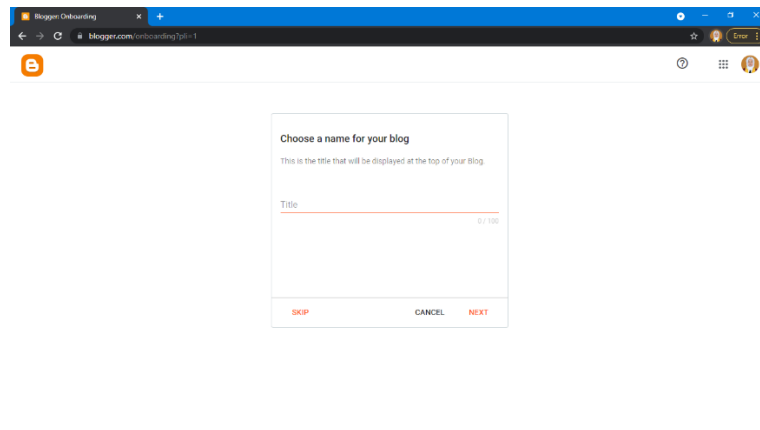 Blogger: Onboarding
blogger.com/onboarding?pli=1
Error
Choose a name for your blog
This is the title that will be displayed at the top of your Blog.
Title
0 / 100
SKIP
CANCEL
NEXT